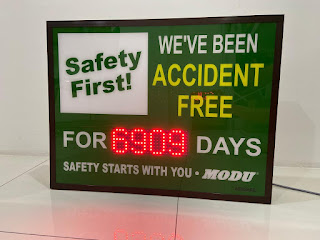 Safety
First!
WE'VE BEEN
ACCIDENT
FREE
FOR 6909 DAYS
SAFETY STARTS WITH YOU • MODU